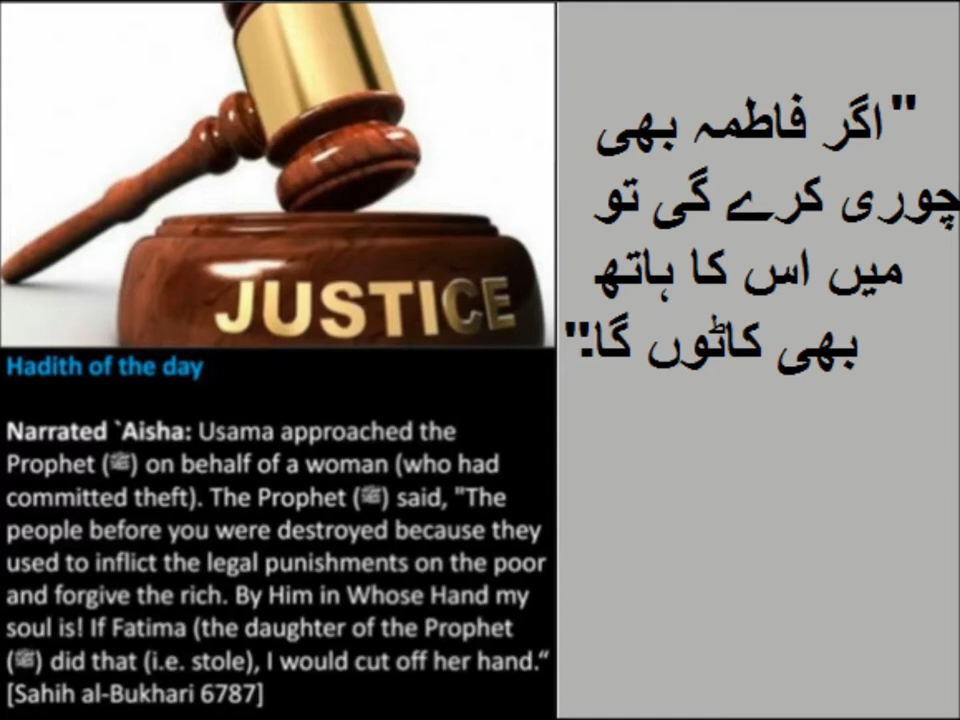 JUSTICE
Hadith of the day
Narrated `Aisha: Usama approached the
Prophet (ﷺ) on behalf of a woman (who had
committed theft). The Prophet (ﷺ) said, "The
people before you were destroyed because they
used to inflict the legal punishments on the poor
and forgive the rich. By Him in Whose Hand my
soul is! If Fatima (the daughter of the Prophet
(ﷺ) did that (i.e. stole), I would cut off her hand.“
[Sahih al-Bukhari 6787]
"اگر فاطمہ بھی
چوری کرے گی تو
میں اس کا ہاتھ
بھی کاٹوں گا."